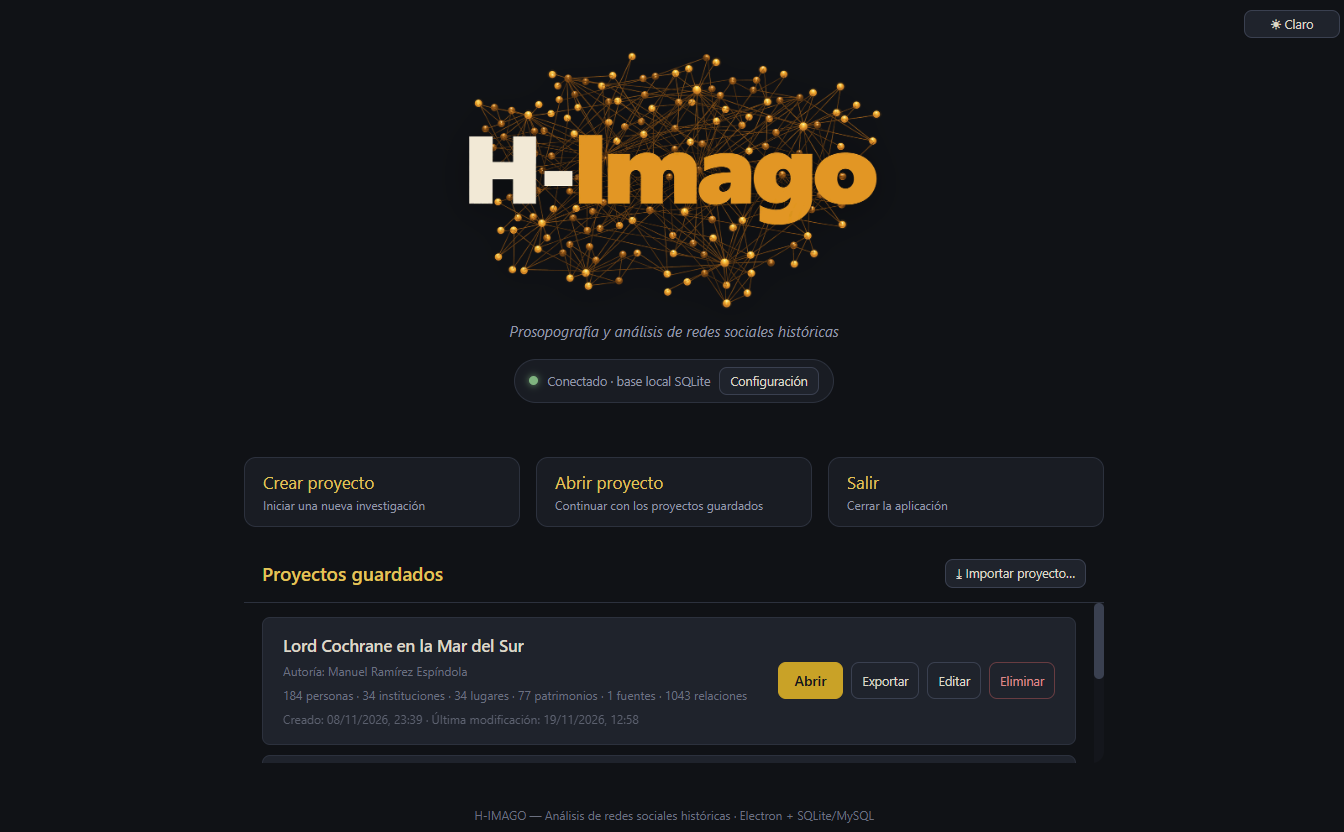 ☀ Claro
H-Imago
Prosopografía y análisis de redes sociales históricas
Conectado · base local SQLite Configuración
Crear proyecto
Iniciar una nueva investigación
Abrir proyecto
Continuar con los proyectos guardados
Salir
Cerrar la aplicación
Proyectos guardados
⤓ Importar proyecto...
Lord Cochrane en la Mar del Sur
Autoría: Manuel Ramírez Espíndola
184 personas · 34 instituciones · 34 lugares · 77 patrimonios · 1 fuentes · 1043 relaciones
Creado: 08/11/2026, 23:39 · Última modificación: 19/11/2026, 12:58
Abrir Exportar Editar Eliminar
H-IMAGO — Análisis de redes sociales históricas · Electron + SQLite/MySQL